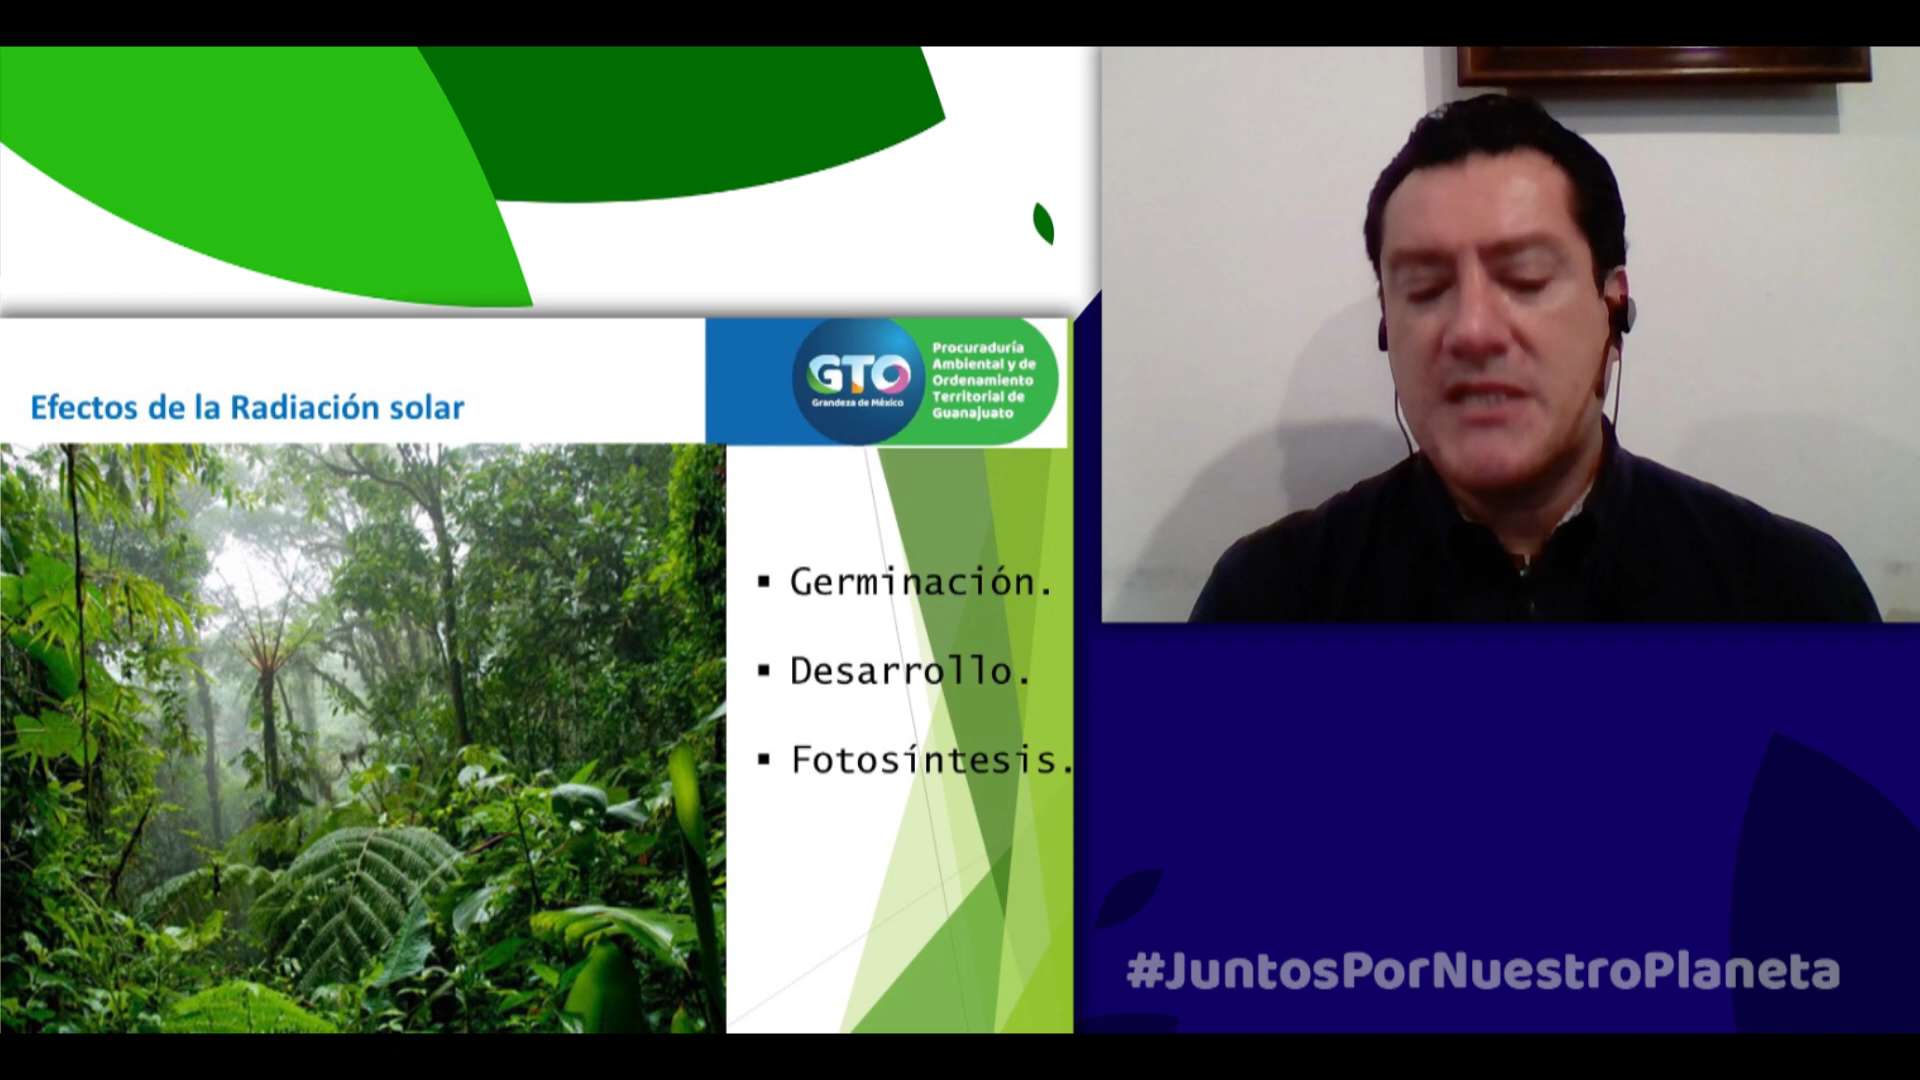 Efectos de la Radiación solar
GTO
Grandeza de México
Procuraduría
Ambiental y de
Ordenamiento
Territorial de
Guanajuato
▪ Germinación.
▪ Desarrollo.
▪ Fotosíntesis.
#JuntosPorNuestroPlaneta